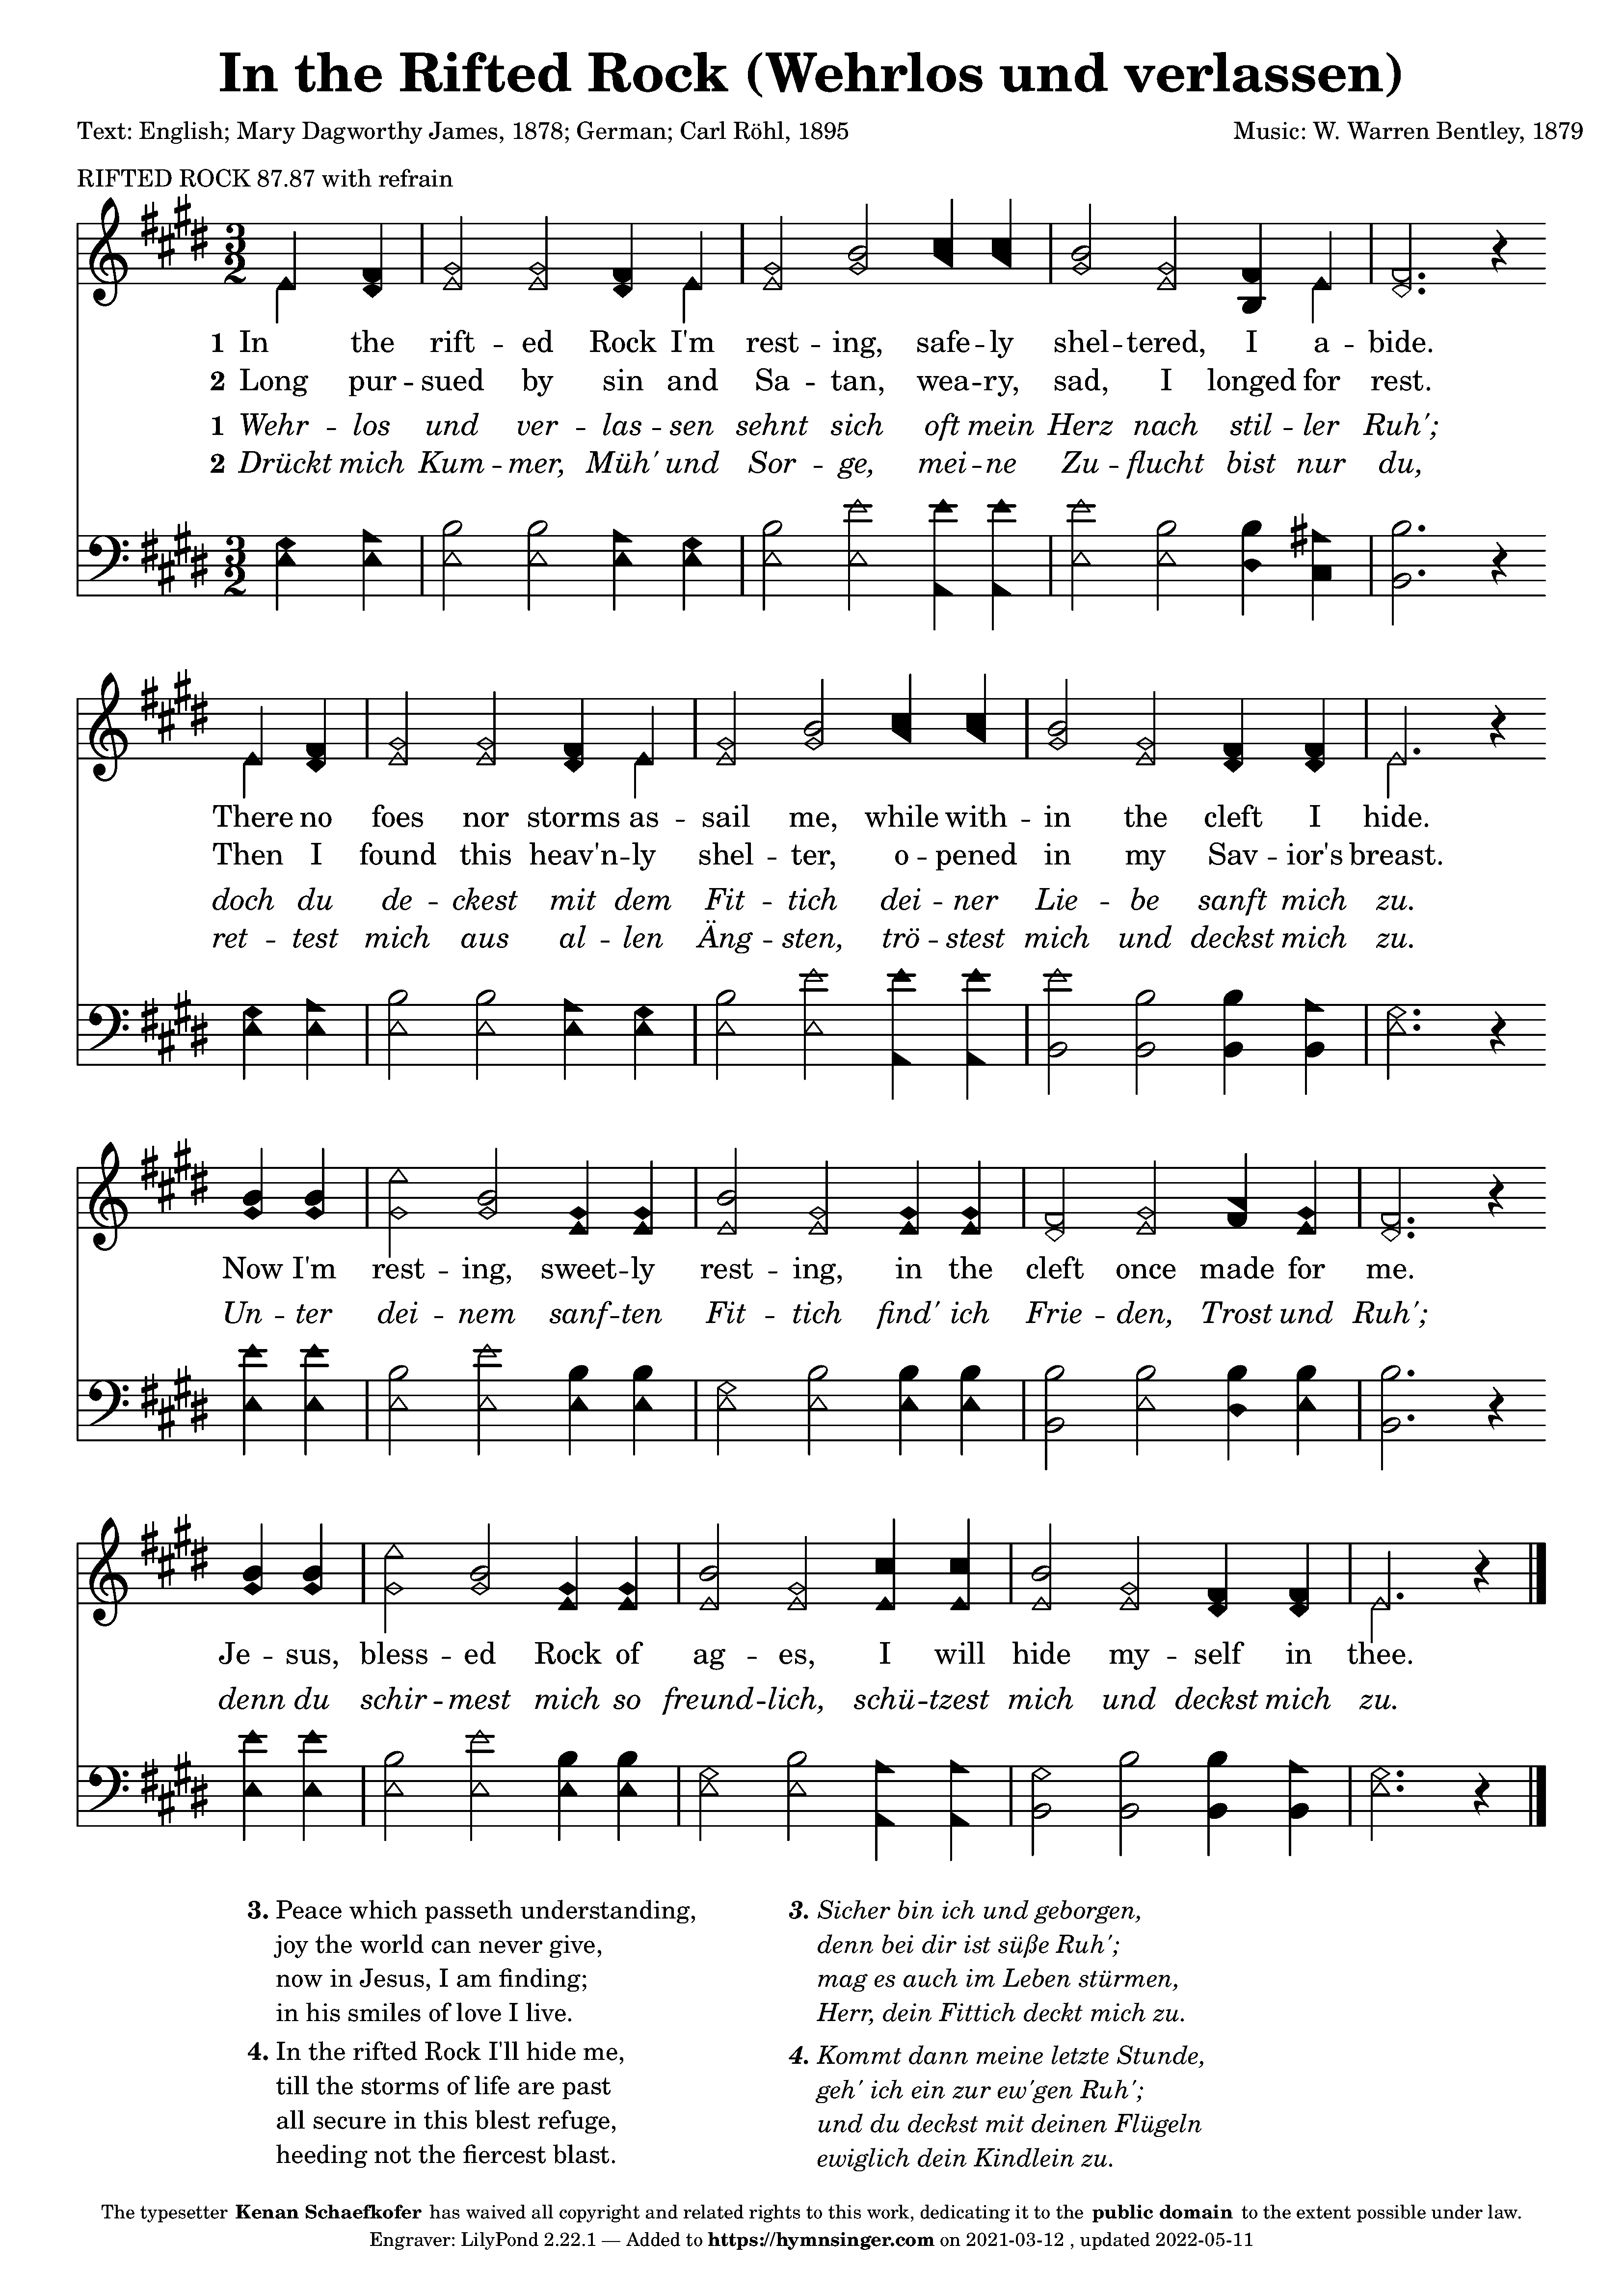 In the Rifted Rock (Wehrlos und verlassen)
Text: English; Mary Dagworthy James, 1878; German; Carl Röhl, 1895 Music: W. Warren Bentley, 1879
RIFTED ROCK 87.87 with refrain
3
2
1 In the rift -- ed Rock I'm rest -- ing, safe -- ly shel -- tered, I a -- bide.
2 Long pur -- sued by sin and Sa -- tan, wea -- ry, sad, I longed for rest.
1 Wehr -- los und ver -- las -- sen sehnt sich oft mein Herz nach stil -- ler Ruh';
2 Drückt mich Kum -- mer, Müh' und Sor -- ge, mei -- ne Zu -- flucht bist nur du,
3
2
There no foes nor storms as -- sail me, while with -- in the cleft I hide.
Then I found this heav'n -- ly shel -- ter, o -- pened in my Sav -- ior's breast.
doch du de -- ckest mit dem Fit -- tich dei -- ner Lie -- be sanft mich zu.
ret -- test mich aus al -- len Äng -- sten, trö -- stest mich und deckst mich zu.
Now I'm rest -- ing, sweet -- ly rest -- ing, in the cleft once made for me.
Un -- ter dei -- nem sanf -- ten Fit -- tich find' ich Frie -- den, Trost und Ruh';
Je -- sus, bless -- ed Rock of ag -- es, I will hide my -- self in thee.
denn du schir -- mest mich so freund -- lich, schü -- tzest mich und deckst mich zu.
3. Peace which passeth understanding,
joy the world can never give,
now in Jesus, I am finding;
in his smiles of love I live.
4. In the rifted Rock I'll hide me,
till the storms of life are past
all secure in this blest refuge,
heeding not the fiercest blast.
3. Sicher bin ich und geborgen,
denn bei dir ist süße Ruh';
mag es auch im Leben stürmen,
Herr, dein Fittich deckt mich zu.
4. Kommt dann meine letzte Stunde,
geh' ich ein zur ew'gen Ruh';
und du deckst mit deinen Flügeln
ewiglich dein Kindlein zu.
The typesetter Kenan Schaefkofer has waived all copyright and related rights to this work, dedicating it to the public domain to the extent possible under law.
Engraver: LilyPond 2.22.1 — Added to https://hymnsinger.com on 2021-03-12 , updated 2022-05-11